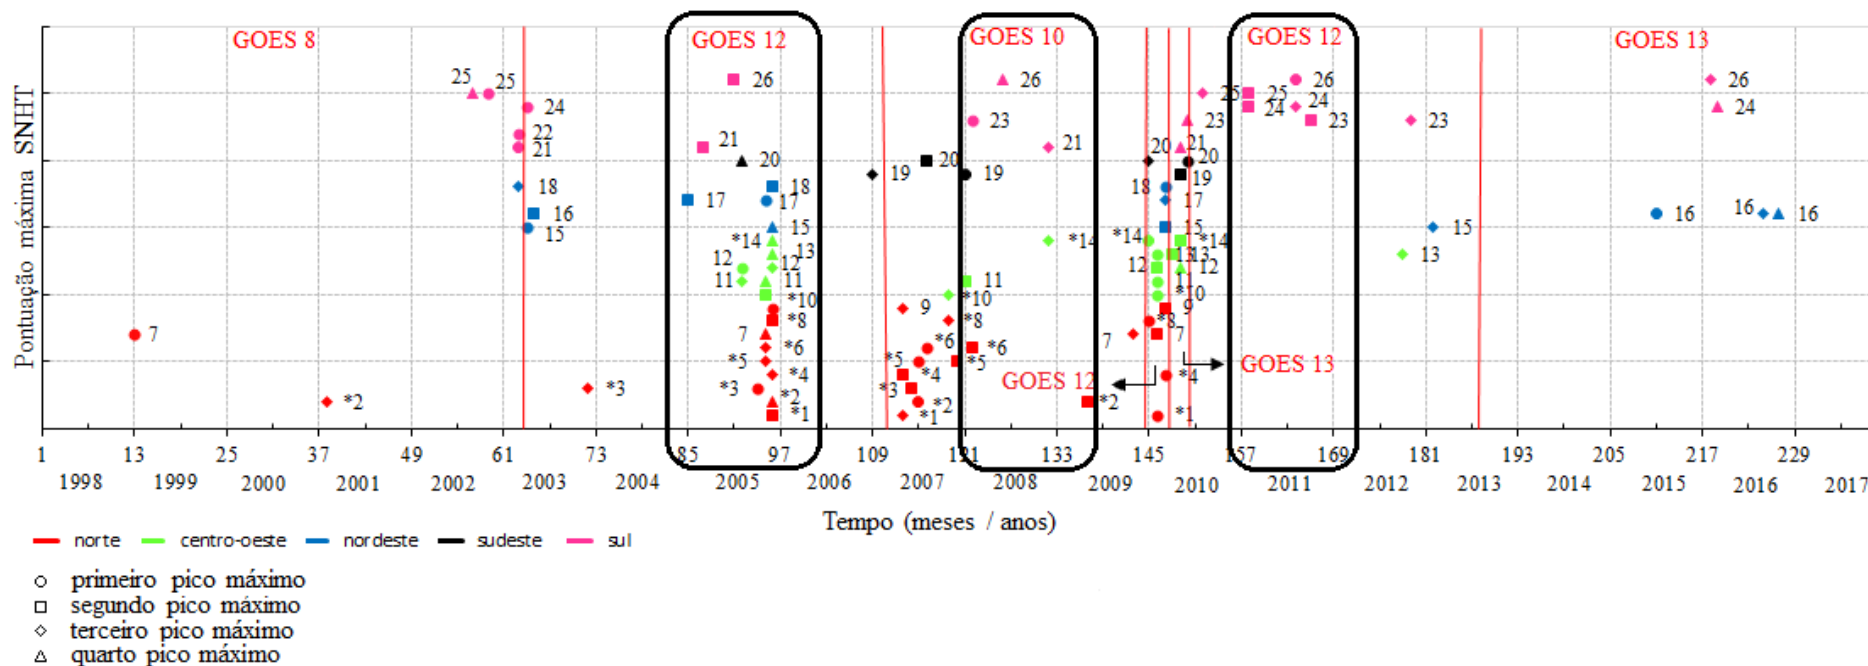 GOES 8 GOES 12 GOES 10 GOES 12 GOES 13
Pontuação máxima SNHT
25 25 26 26 25 25 26 26
24 24 24 24
22 23 23 23 23
21 21 21 21
20 20 20 20
19 19 19
18 18 18
17 17 17
16 16 16 16
15 15 15 15
*14 *14 *14 *14
13 13 13 13
12 12 12 12
11 11 11
*10 *10 *10
9 9
*8 *8 *8
7 7 7 7
*6 *6 *6
*5 *5 *5
GOES 12 GOES 13
*4 *4 *4
*3 *3 *3
*2 *2 *2 *2
*1 *1 *1
1 13 25 37 49 61 73 85 97 109 121 133 145 157 169 181 193 205 217 229
1998 1999 2000 2001 2002 2003 2004 2005 2006 2007 2008 2009 2010 2011 2012 2013 2014 2015 2016 2017
Tempo (meses / anos)
norte centro-oeste nordeste sudeste sul
primeiro pico máximo
segundo pico máximo
terceiro pico máximo
quarto pico máximo